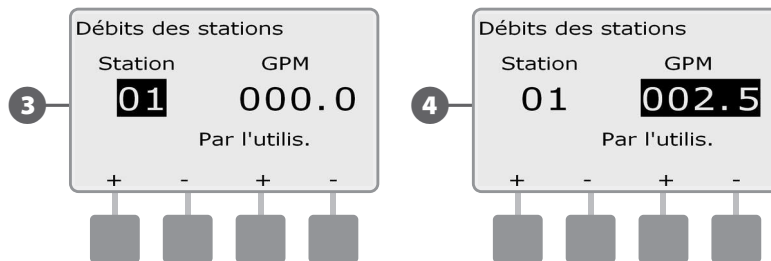 3
Débits des stations
Station GPM
01 000.0
Par l'utilis.
+ - + -
4
Débits des stations
Station GPM
01 002.5
Par l'utilis.
+ - + -